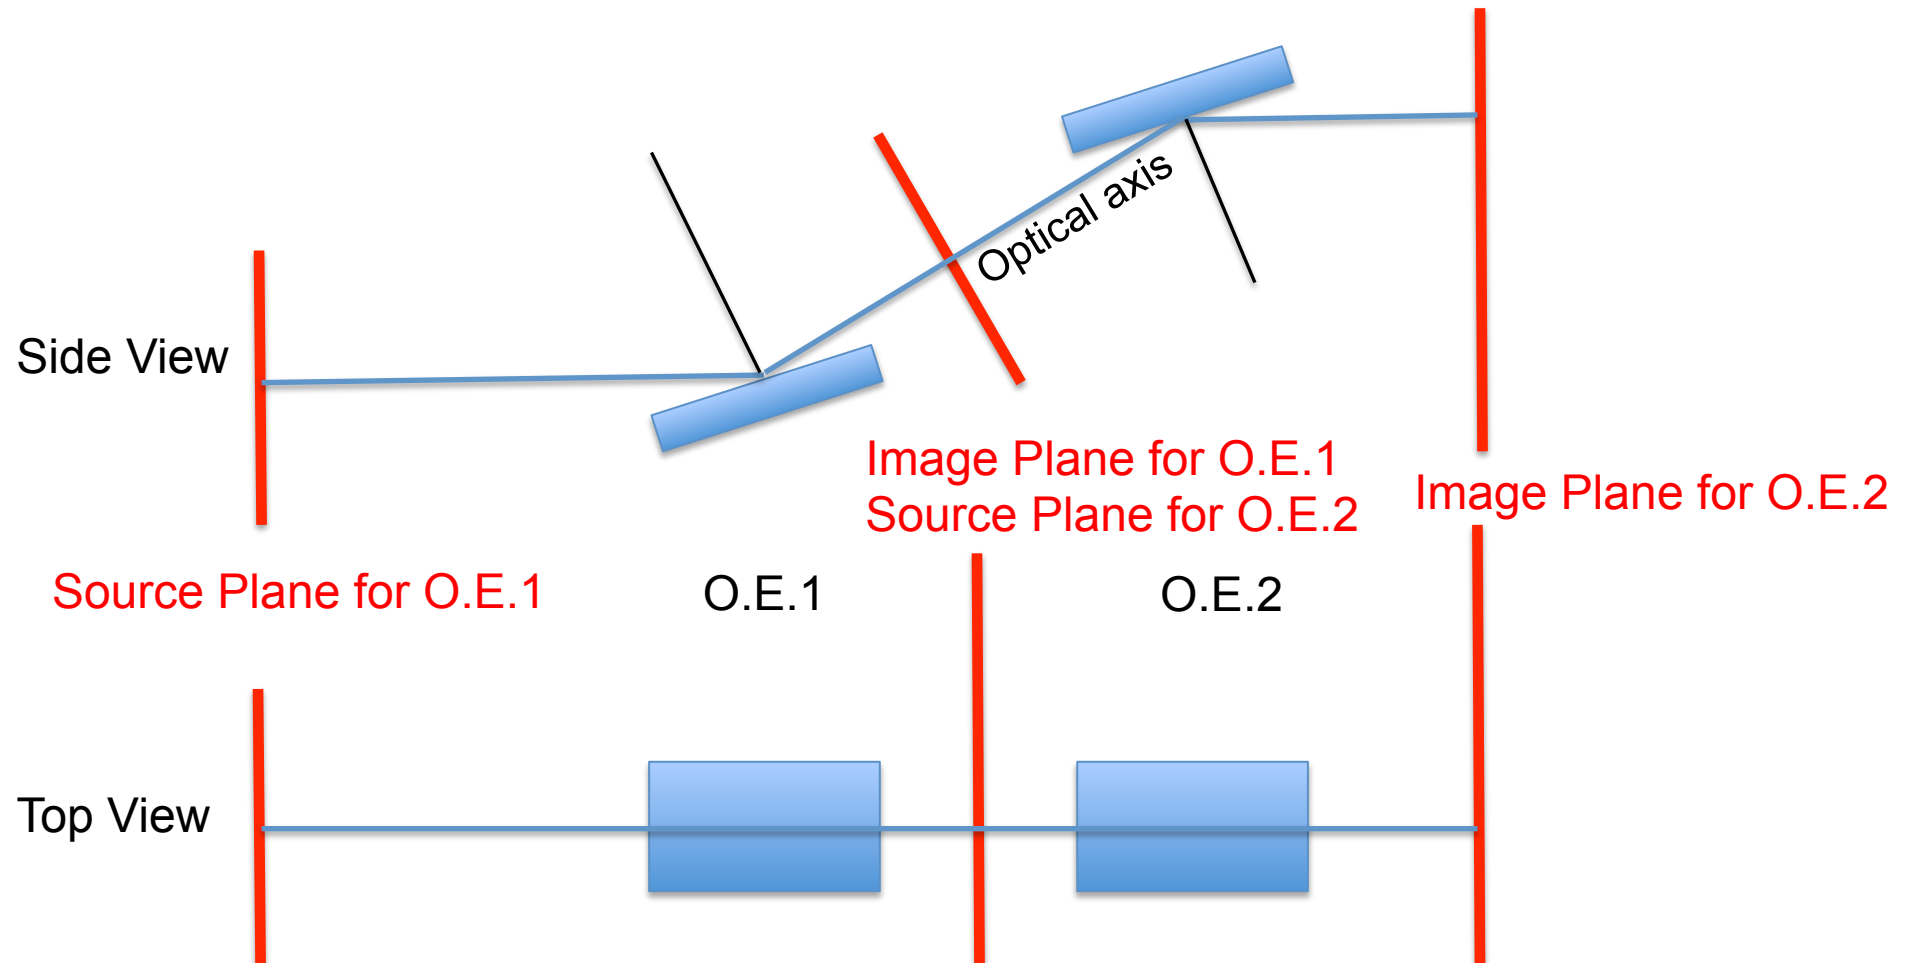 Optical axis
Side View
Image Plane for O.E.1
Source Plane for O.E.2
Image Plane for O.E.2
Source Plane for O.E.1
O.E.1
O.E.2
Top View